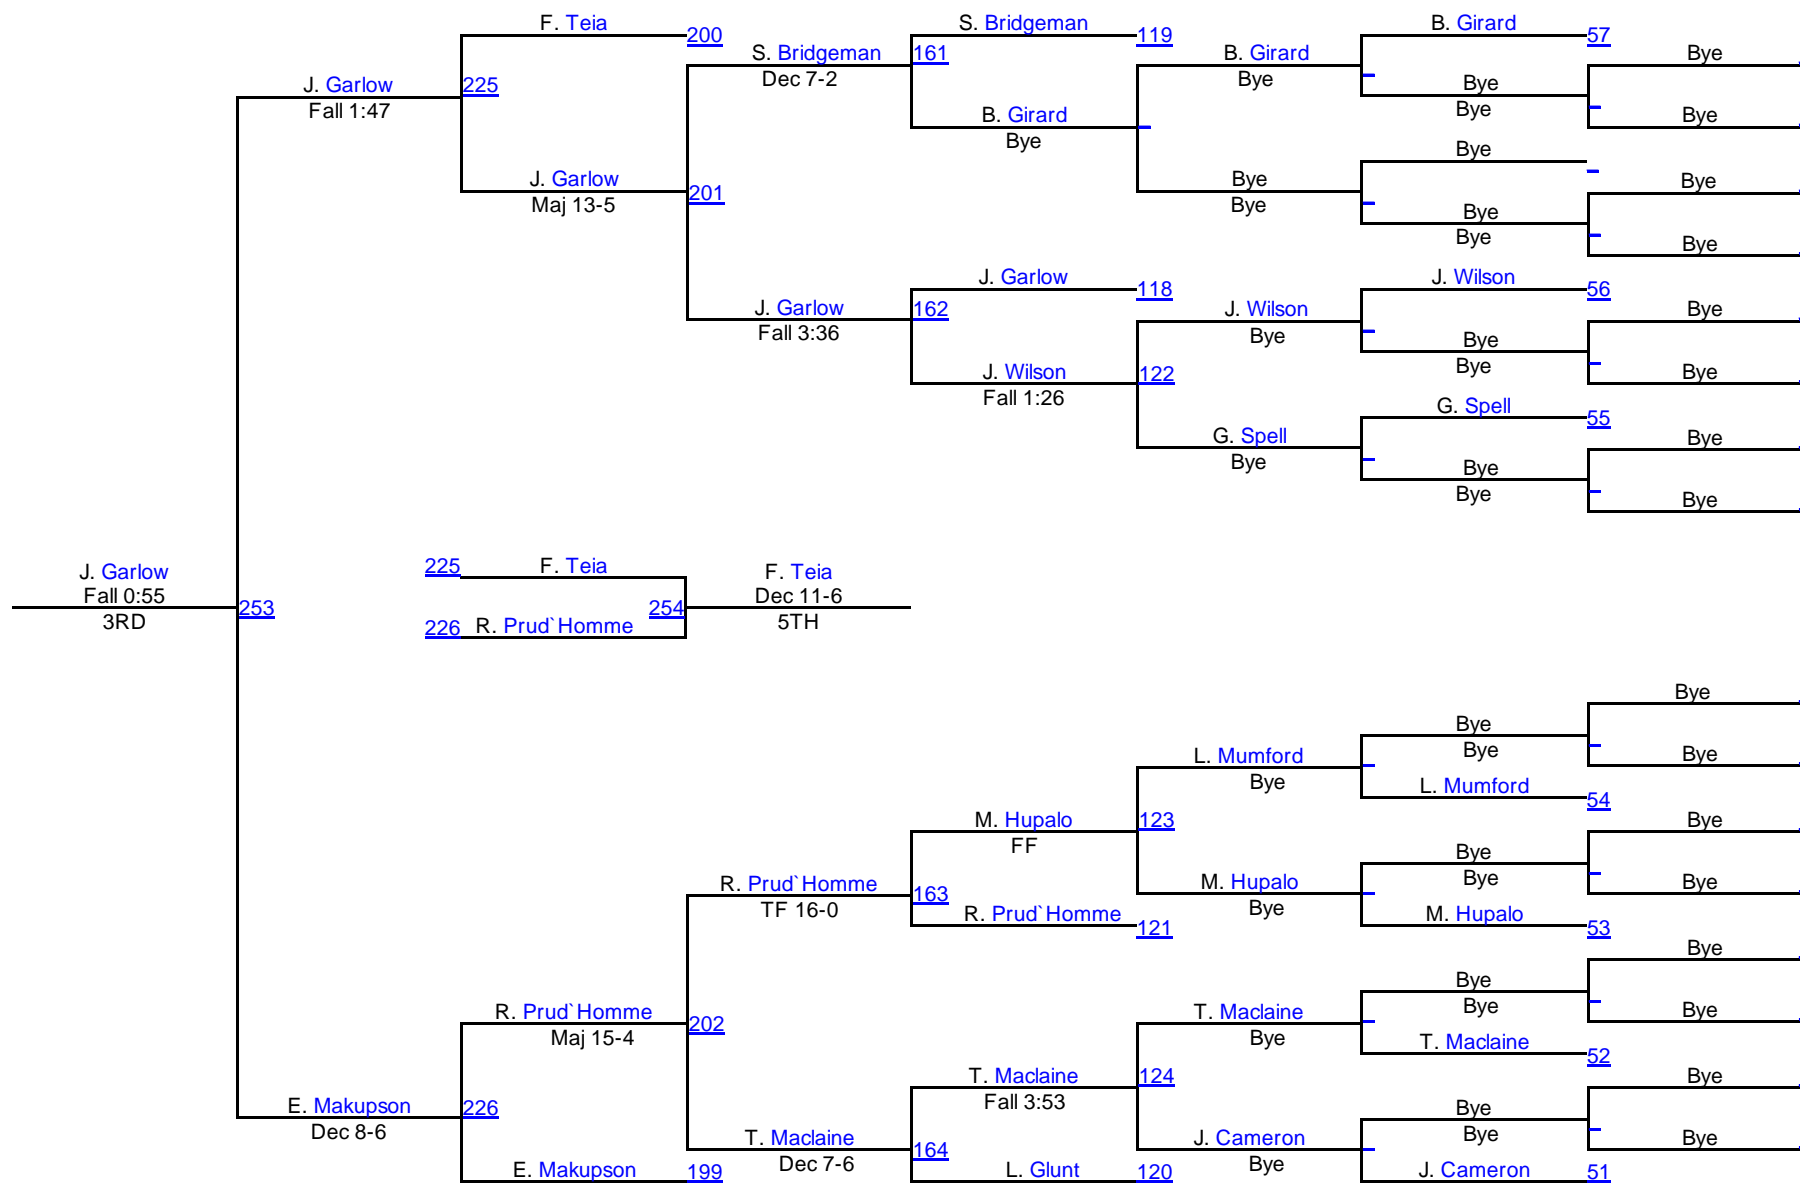 F. Teia
200
S. Bridgeman
119
B. Girard
57
J. Garlow
Fall 1:47
225
S. Bridgeman
Dec 7-2
161
B. Girard
Bye
Bye
Bye
Bye
Bye
B. Girard
Bye
J. Garlow
Maj 13-5
201
Bye
Bye
Bye
Bye
Bye
Bye
Bye
J. Garlow
118
J. Wilson
56
J. Garlow
Fall 3:36
162
J. Wilson
Bye
Bye
Bye
Bye
Bye
J. Wilson
Fall 1:26
122
G. Spell
55
G. Spell
Bye
Bye
Bye
Bye
Bye
J. Garlow
Fall 0:55
3RD
253
225
F. Teia
226
R. Prud`Homme
254
F. Teia
Dec 11-6
5TH
Bye
Bye
Bye
Bye
L. Mumford
Bye
L. Mumford
54
M. Hupalo
FF
123
Bye
Bye
Bye
Bye
R. Prud`Homme
TF 16-0
163
M. Hupalo
Bye
R. Prud`Homme
121
M. Hupalo
53
Bye
Bye
Bye
Bye
R. Prud`Homme
Maj 15-4
202
T. Maclaine
Bye
T. Maclaine
52
T. Maclaine
Fall 3:53
124
Bye
Bye
Bye
Bye
E. Makupson
Dec 8-6
226
T. Maclaine
Dec 7-6
164
J. Cameron
Bye
E. Makupson
199
L. Glunt
120
J. Cameron
51